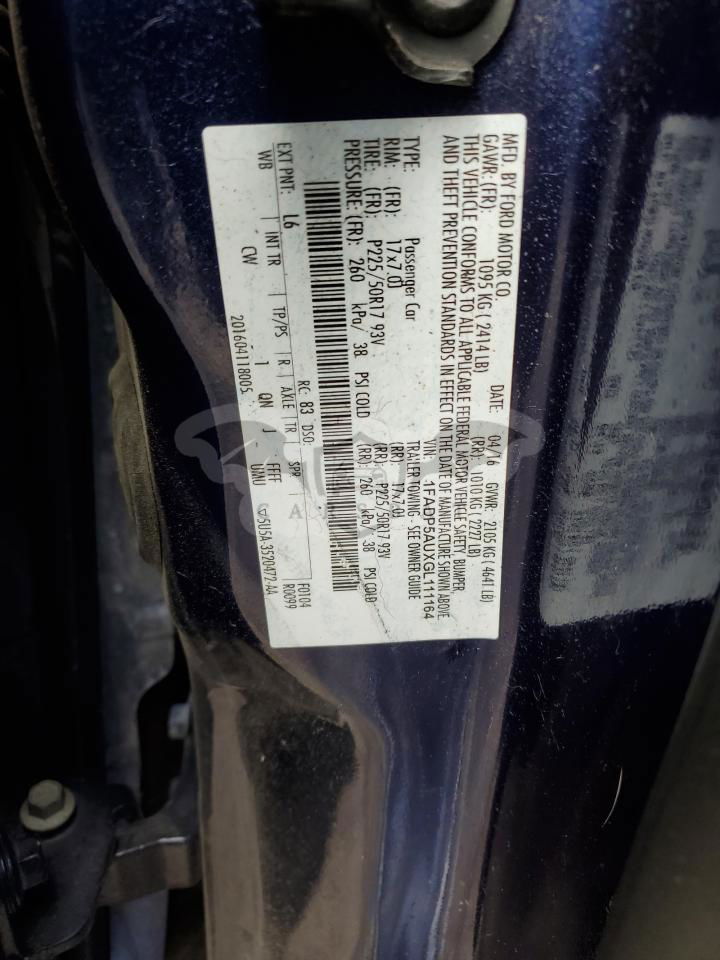 MFD. BY FORD MOTOR CO.
DATE: 04/16 GVWR: 2105 KG ( 4641 LB)
GAWR: (FR): 1095 KG ( 2414 LB) (RR): 1010 KG ( 2227 LB)
THIS VEHICLE CONFORMS TO ALL APPLICABLE FEDERAL MOTOR VEHICLE SAFETY, BUMPER,
AND THEFT PREVENTION STANDARDS IN EFFECT ON THE DATE OF MANUFACTURE SHOWN ABOVE
VIN: 1FADP5AUXGL111164
TYPE: Passenger Car TRAILER TOWING - SEE OWNER GUIDE
RIM: (FR): 17x7.0J (RR): 17x7.0J
TIRE: (FR): P225/50R17 93V (RR): P225/50R17 93V
PRESSURE: (FR): 260 kPa/ 38 PSI COLD (RR): 260 kPa/ 38 PSI COLD
RC: 83 DSO: F0104
EXT PNT: L6 R0099
WB INT TR TP/PS R AXLE TR SPR
CW 1 QN J FFFF A
201604118005 UMU 3520472-AA